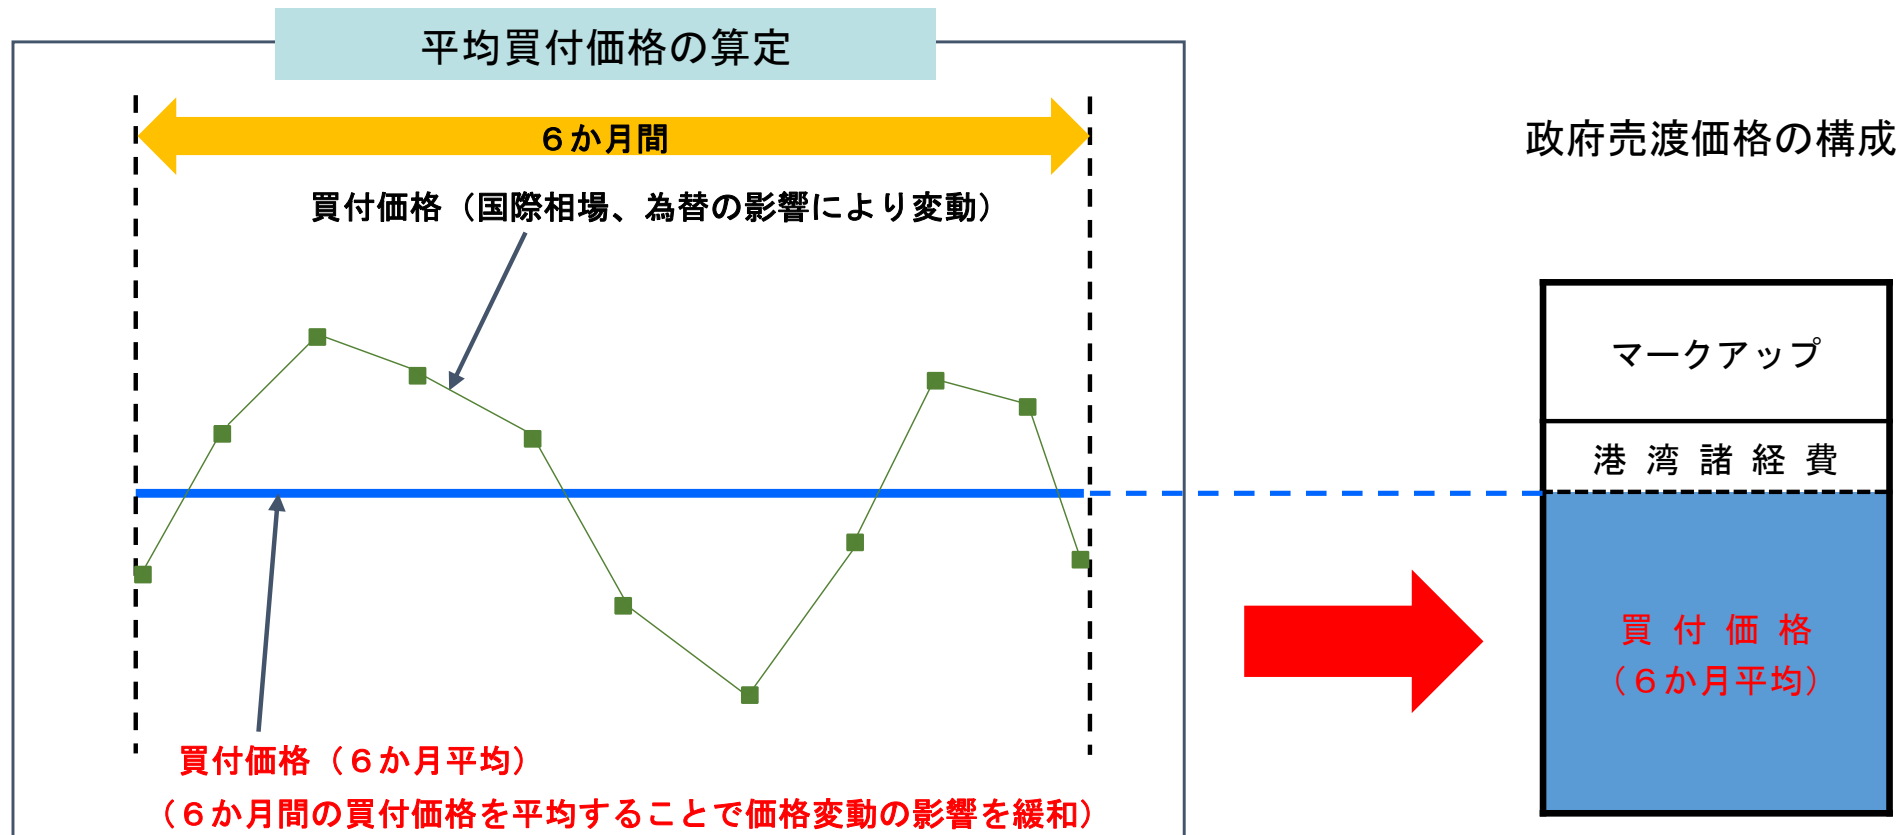 平均買付価格の算定
６か月間
買付価格（国際相場、為替の影響により変動）
買付価格（６か月平均）
（６か月間の買付価格を平均することで価格変動の影響を緩和）
政府売渡価格の構成
マークアップ
港湾諸経費
買付価格
（６か月平均）